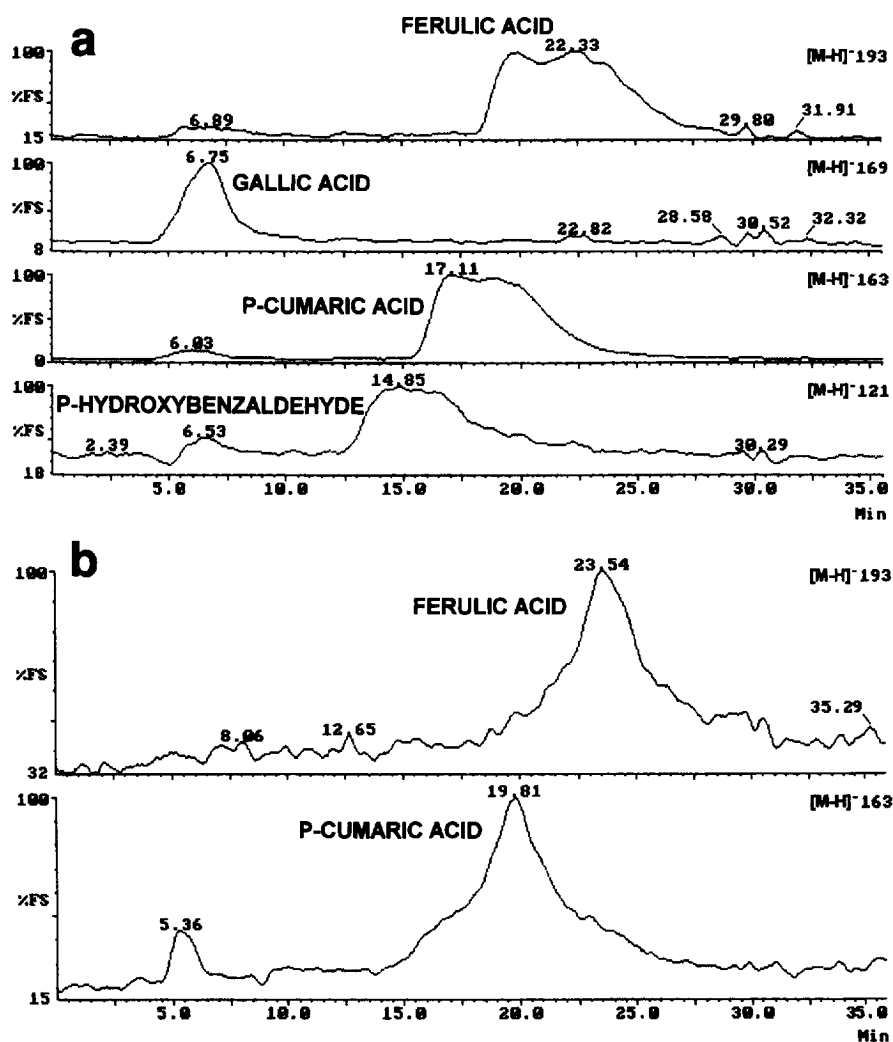 a
FERULIC ACID
100
22.33
[M-H]⁻193
%FS
6.89
29.80
31.91
15
100
6.75
GALLIC ACID
[M-H]⁻169
%FS
22.82
28.58
30.52
32.32
8
100
17.11
P-CUMARIC ACID
[M-H]⁻163
%FS
6.03
0
100
14.85
P-HYDROXYBENZALDEHYDE
[M-H]⁻121
%FS
2.39
6.53
30.29
18
5.0 10.0 15.0 20.0 25.0 30.0 35.0
Min
b
100
23.54
[M-H]⁻193
FERULIC ACID
%FS
8.06
12.65
35.29
32
100
19.81
[M-H]⁻163
P-CUMARIC ACID
%FS
5.36
15
5.0 10.0 15.0 20.0 25.0 30.0 35.0
Min